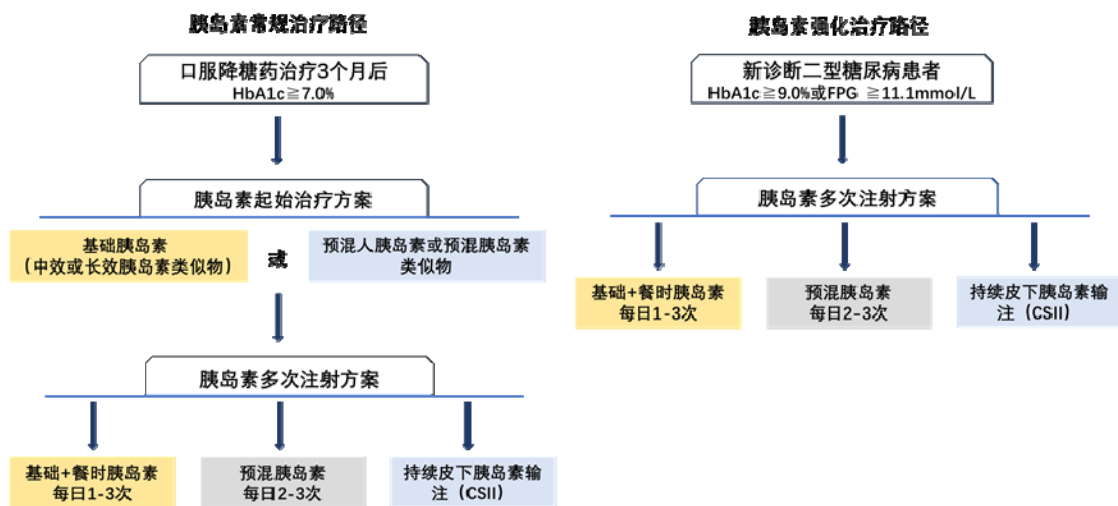 胰岛素常规治疗路径
口服降糖药治疗3个月后
HbA1c≧7.0%
胰岛素起始治疗方案
基础胰岛素
（中效或长效胰岛素类似物）
或
预混人胰岛素或预混胰岛素
类似物
胰岛素多次注射方案
基础+餐时胰岛素
每日1-3次
预混胰岛素
每日2-3次
持续皮下胰岛素输
注（CSII）
胰岛素强化治疗路径
新诊断二型糖尿病患者
HbA1c≧9.0%或FPG ≧11.1mmol/L
胰岛素多次注射方案
基础+餐时胰岛素
每日1-3次
预混胰岛素
每日2-3次
持续皮下胰岛素输
注（CSII）